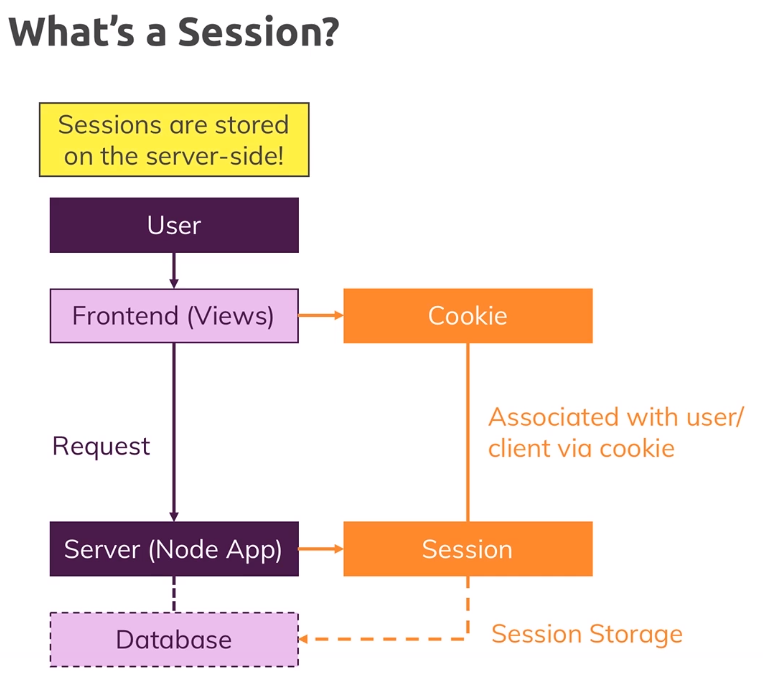 What’s a Session?
Sessions are stored
on the server-side!
User
Frontend (Views)
Cookie
Request
Associated with user/
client via cookie
Server (Node App)
Session
Database
Session Storage